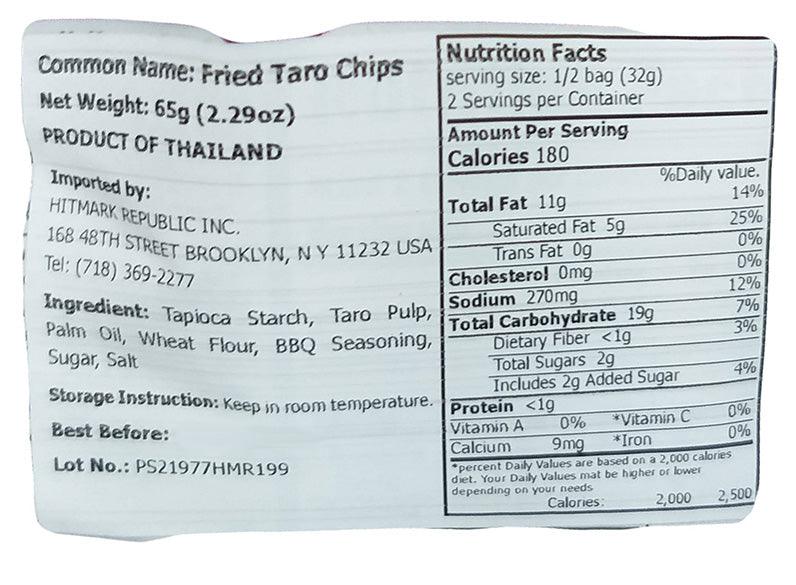 Common Name: Fried Taro Chips
Net Weight: 65g (2.29oz)
PRODUCT OF THAILAND
Imported by:
HITMARK REPUBLIC INC.
168 48TH STREET BROOKLYN, N Y 11232 USA
Tel: (718) 369-2277
Ingredient: Tapioca Starch, Taro Pulp,
Palm Oil, Wheat Flour, BBQ Seasoning,
Sugar, Salt
Storage Instruction: Keep in room temperature.
Best Before:
Lot No.: PS21977HMR199
Nutrition Facts
serving size: 1/2 bag (32g)
2 Servings per Container
Amount Per Serving
Calories 180
%Daily value.
Total Fat 11g 14%
Saturated Fat 5g 25%
Trans Fat 0g 0%
Cholesterol 0mg 0%
Sodium 270mg 12%
Total Carbohydrate 19g 7%
Dietary Fiber <1g 3%
Total Sugars 2g
Includes 2g Added Sugar 4%
Protein <1g
Vitamin A 0% *Vitamin C 0%
Calcium 9mg *Iron 0%
*percent Daily Values are based on a 2,000 calories
diet. Your Daily Values mat be higher or lower
depending on your needs
Calories: 2,000 2,500